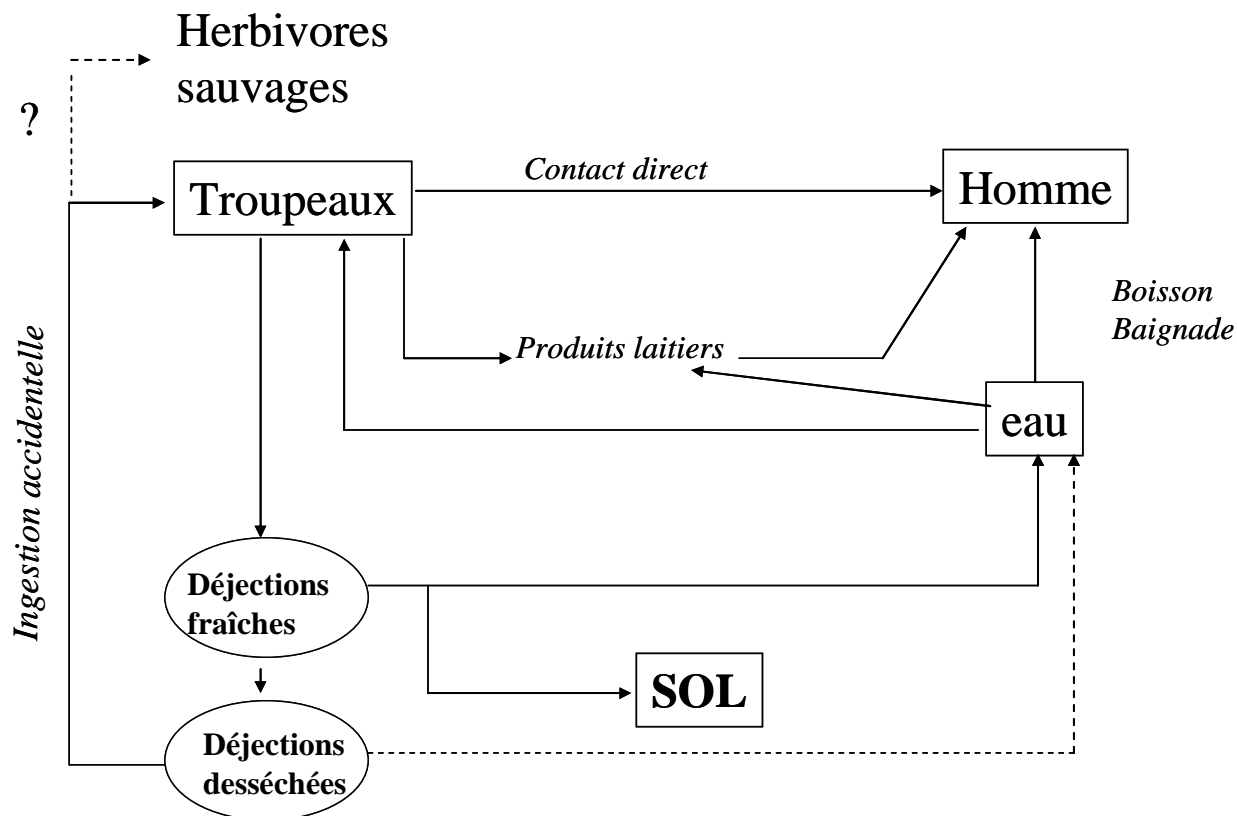 Herbivores
sauvages
?
Contact direct
Troupeaux
Homme
Boisson
Baignade
Produits laitiers
eau
Ingestion accidentelle
Déjections
fraîches
SOL
Déjections
desséchées